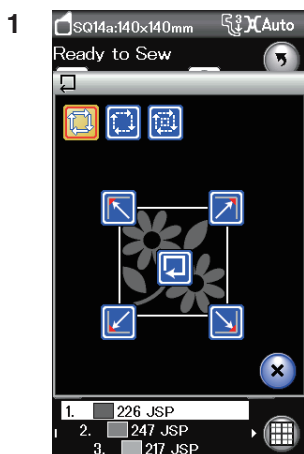 1
SQ14a:140×140mm Auto
Ready to Sew
1. 226 JSP
2. 247 JSP
3. 217 JSP